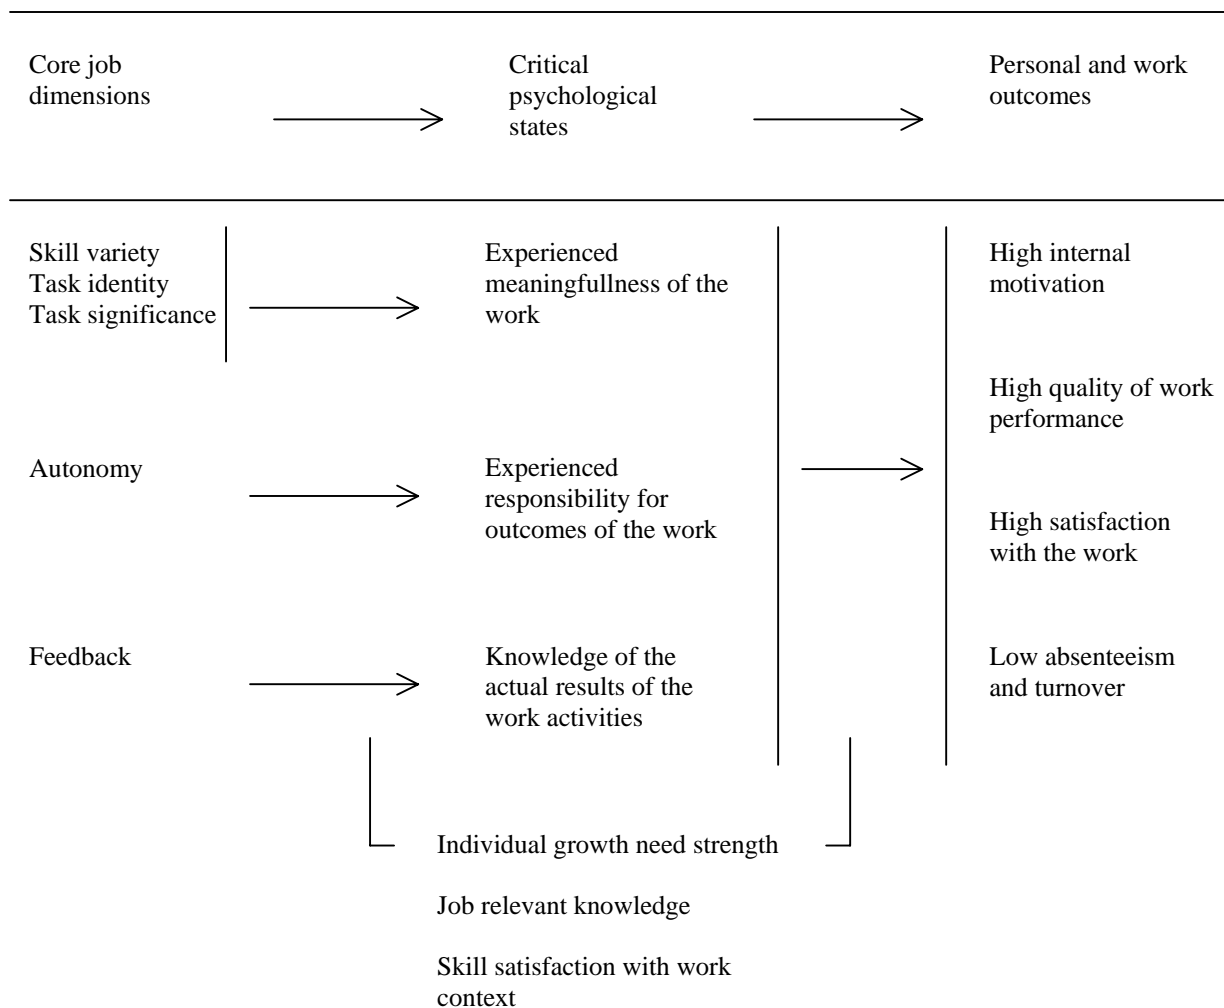 Core job
dimensions
Critical
psychological
states
Personal and work
outcomes
Skill variety
Task identity
Task significance
Experienced
meaningfullness of the
work
High internal
motivation
High quality of work
performance
Autonomy
Experienced
responsibility for
outcomes of the work
High satisfaction
with the work
Feedback
Knowledge of the
actual results of the
work activities
Low absenteeism
and turnover
Individual growth need strength
Job relevant knowledge
Skill satisfaction with work
context